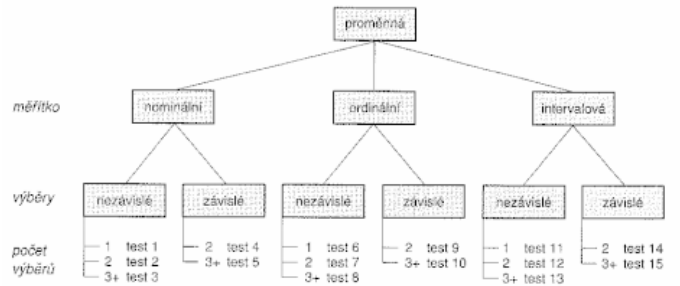 proměnná
měřítko nominální ordinální intervalová
výběry nezávislé závislé nezávislé závislé nezávislé závislé
počet výběrů
1 test 1
2 test 2
3+ test 3
2 test 4
3+ test 5
1 test 6
2 test 7
3+ test 8
2 test 9
3+ test 10
1 test 11
2 test 12
3+ test 13
2 test 14
3+ test 15